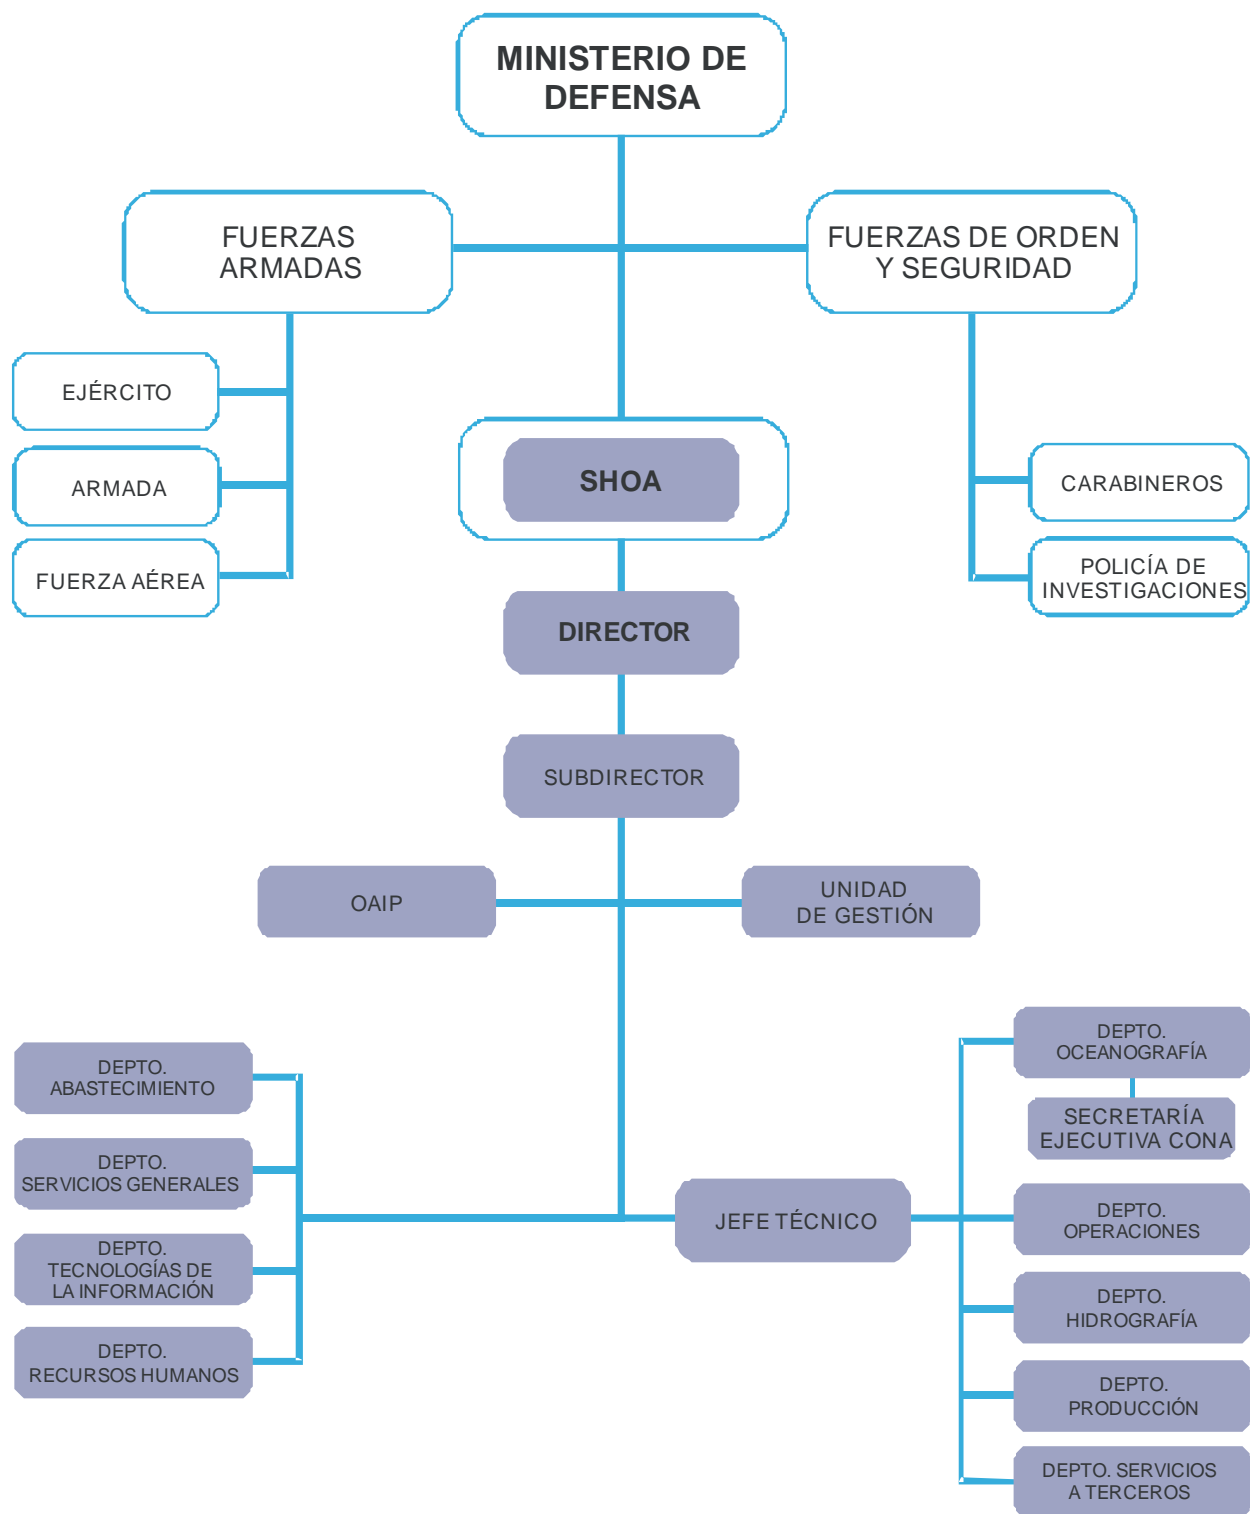 MINISTERIO DE
DEFENSA
FUERZAS
ARMADAS
FUERZAS DE ORDEN
Y SEGURIDAD
EJÉRCITO
ARMADA
FUERZA AÉREA
SHOA
CARABINEROS
POLICÍA DE
INVESTIGACIONES
DIRECTOR
SUBDIRECTOR
OAIP
UNIDAD
DE GESTIÓN
DEPTO.
ABASTECIMIENTO
DEPTO.
SERVICIOS GENERALES
DEPTO.
TECNOLOGÍAS DE
LA INFORMACIÓN
DEPTO.
RECURSOS HUMANOS
JEFE TÉCNICO
DEPTO.
OCEANOGRAFÍA
SECRETARÍA
EJECUTIVA CONA
DEPTO.
OPERACIONES
DEPTO.
HIDROGRAFÍA
DEPTO.
PRODUCCIÓN
DEPTO. SERVICIOS
A TERCEROS